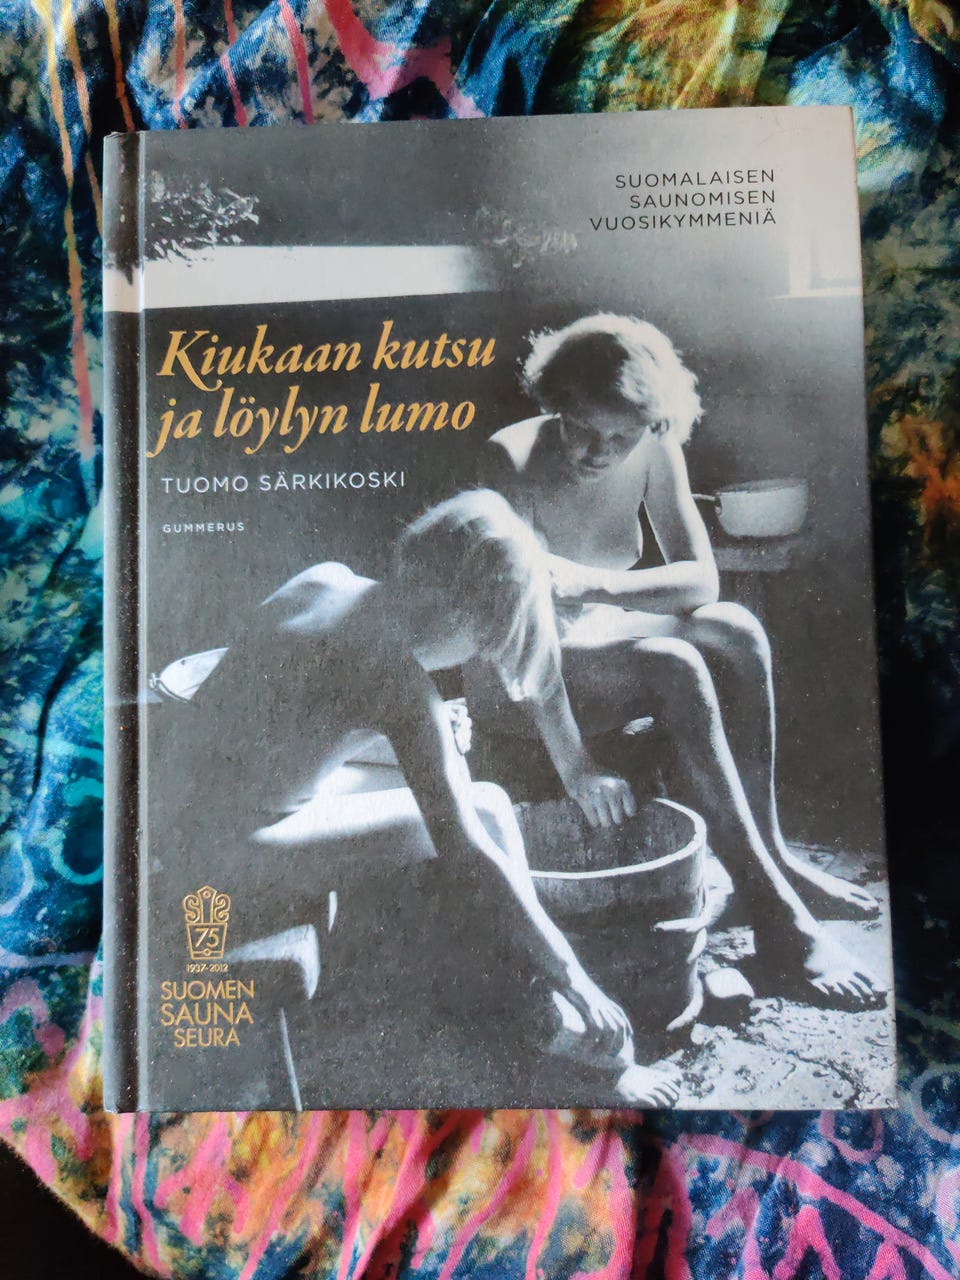 SUOMALAISEN
SAUNOMISEN
VUOSIKYMMENIÄ
Kiukaan kutsu
ja löylyn lumo
TUOMO SÄRKIKOSKI
GUMMERUS
75
1937-2012
SUOMEN
SAUNA
SEURA